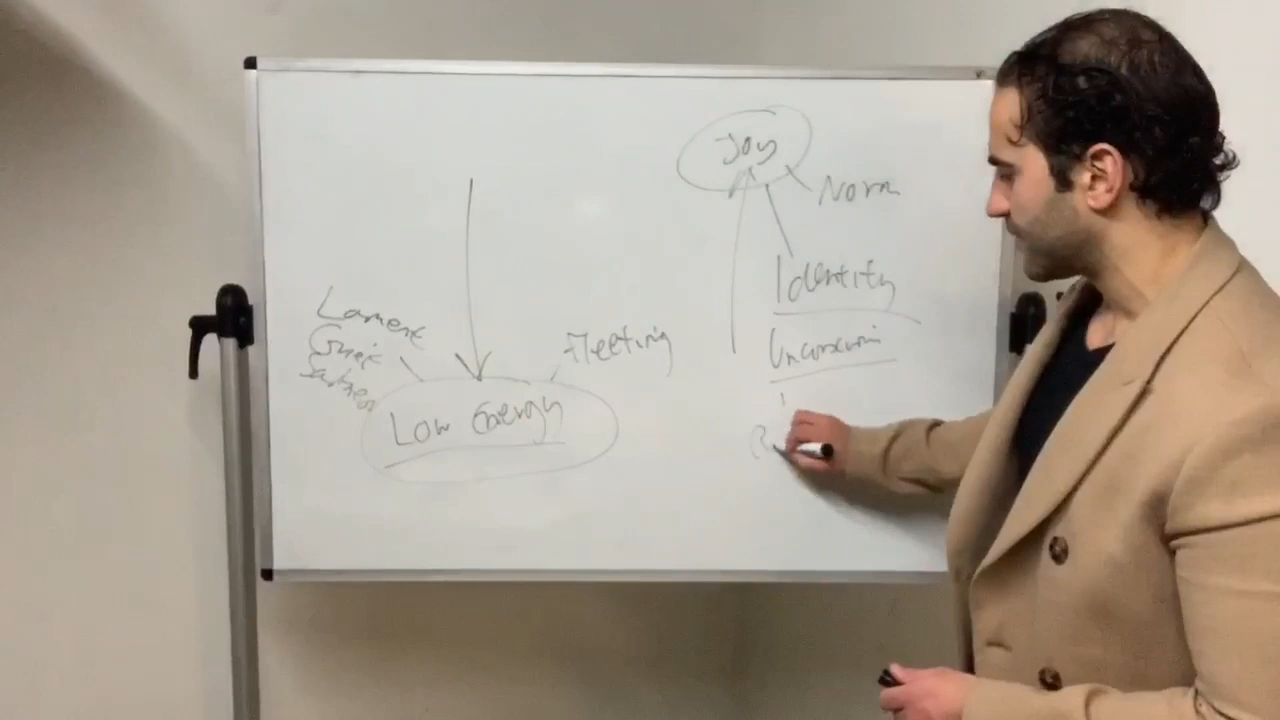 Joy
Norm
Identity
Unconscious
Lament
Grief
Sadness
fleeting
Low Energy